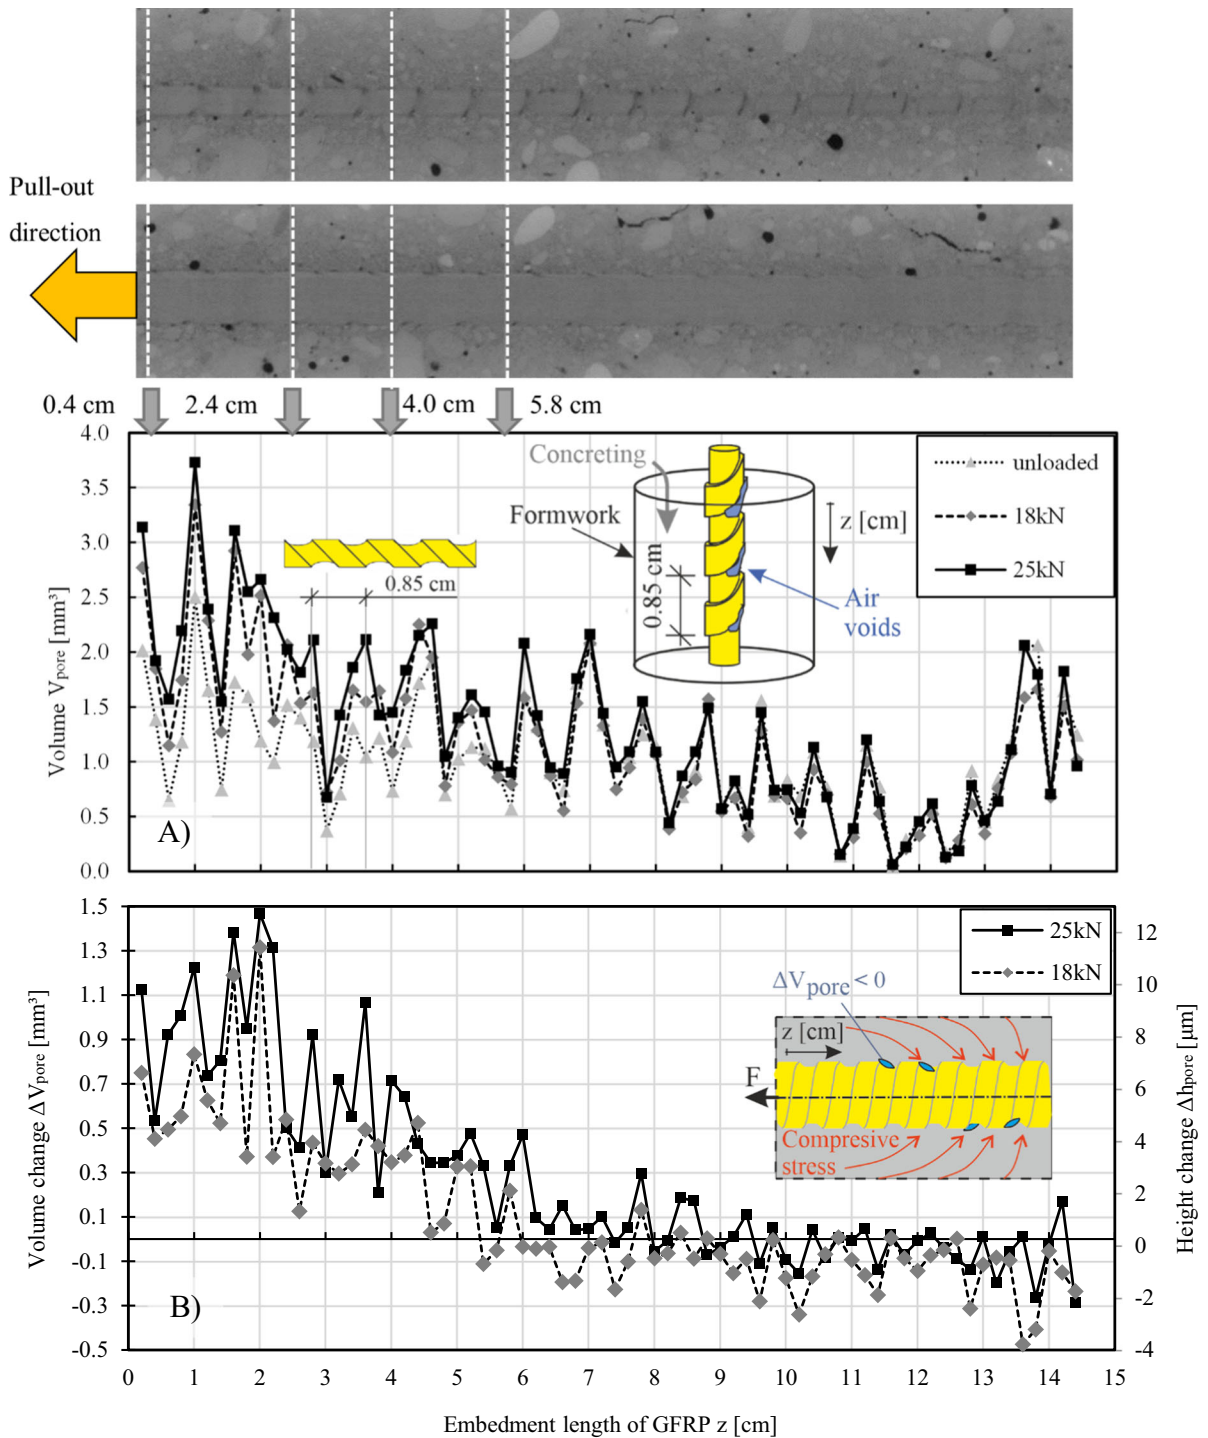 Pull-out
direction
0.4 cm
2.4 cm
4.0 cm
5.8 cm
4.0
3.5
3.0
2.5
2.0
1.5
1.0
0.5
0.0
Volume Vpore [mm³]
A)
0.85 cm
Concreting
Formwork
0.85 cm
z [cm]
Air
voids
unloaded
18kN
25kN
1.5
1.3
1.1
0.9
0.7
0.5
0.3
0.1
-0.1
-0.3
-0.5
Volume change ΔVpore [mm³]
B)
25kN
18kN
ΔVpore < 0
z [cm]
F
Compresive
stress
12
10
8
6
4
2
0
-2
-4
Height change Δhpore [μm]
0 1 2 3 4 5 6 7 8 9 10 11 12 13 14 15
Embedment length of GFRP z [cm]